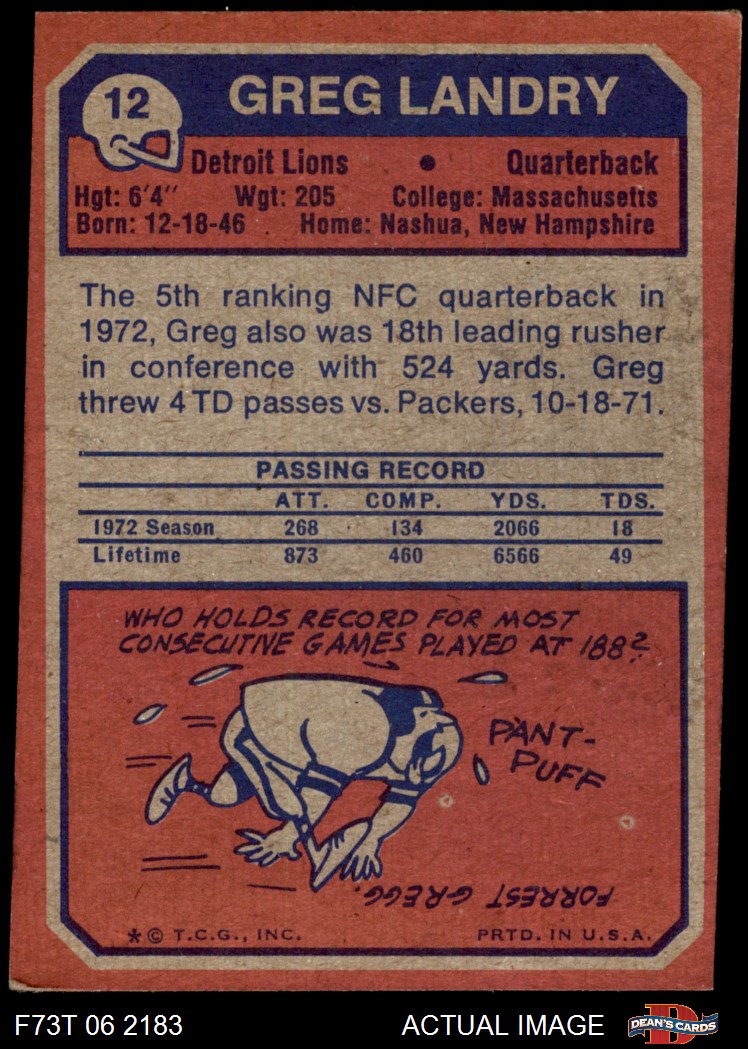 12
GREG LANDRY
Detroit Lions • Quarterback
Hgt: 6'4" Wgt: 205 College: Massachusetts
Born: 12-18-46 Home: Nashua, New Hampshire
The 5th ranking NFC quarterback in
1972, Greg also was 18th leading rusher
in conference with 524 yards. Greg
threw 4 TD passes vs. Packers, 10-18-71.
PASSING RECORD
ATT. COMP. YDS. TDS.
1972 Season 268 134 2066 18
Lifetime 873 460 6566 49
WHO HOLDS RECORD FOR MOST
CONSECUTIVE GAMES PLAYED AT 188?
PANT-
PUFF
FORREST GREGG.
* © T.C.G., INC. PRTD. IN U.S.A.
F73T 06 2183 ACTUAL IMAGE D DEAN'S CARDS